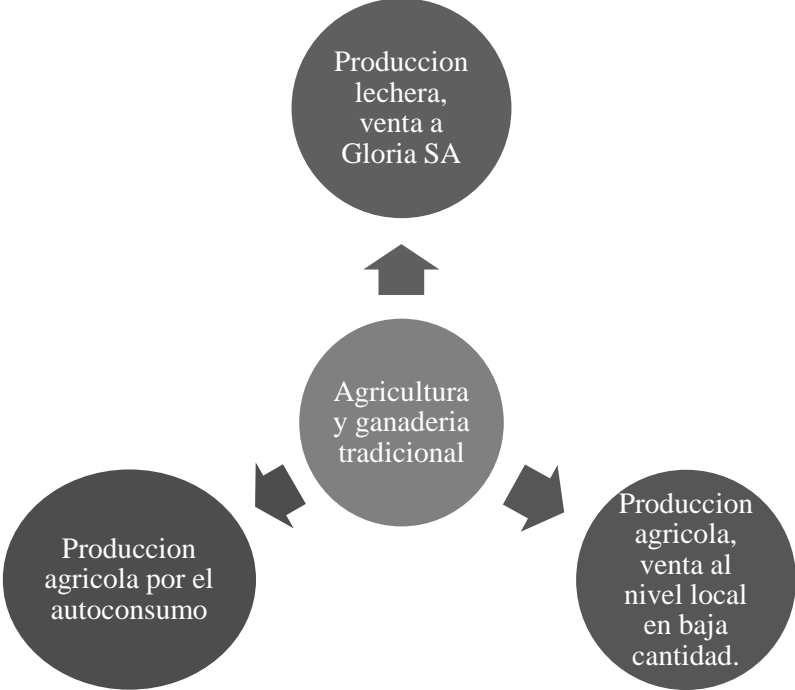 Produccion
lechera,
venta a
Gloria SA
Agricultura
y ganaderia
tradicional
Produccion
agricola por el
autoconsumo
Produccion
agricola,
venta al
nivel local
en baja
cantidad.